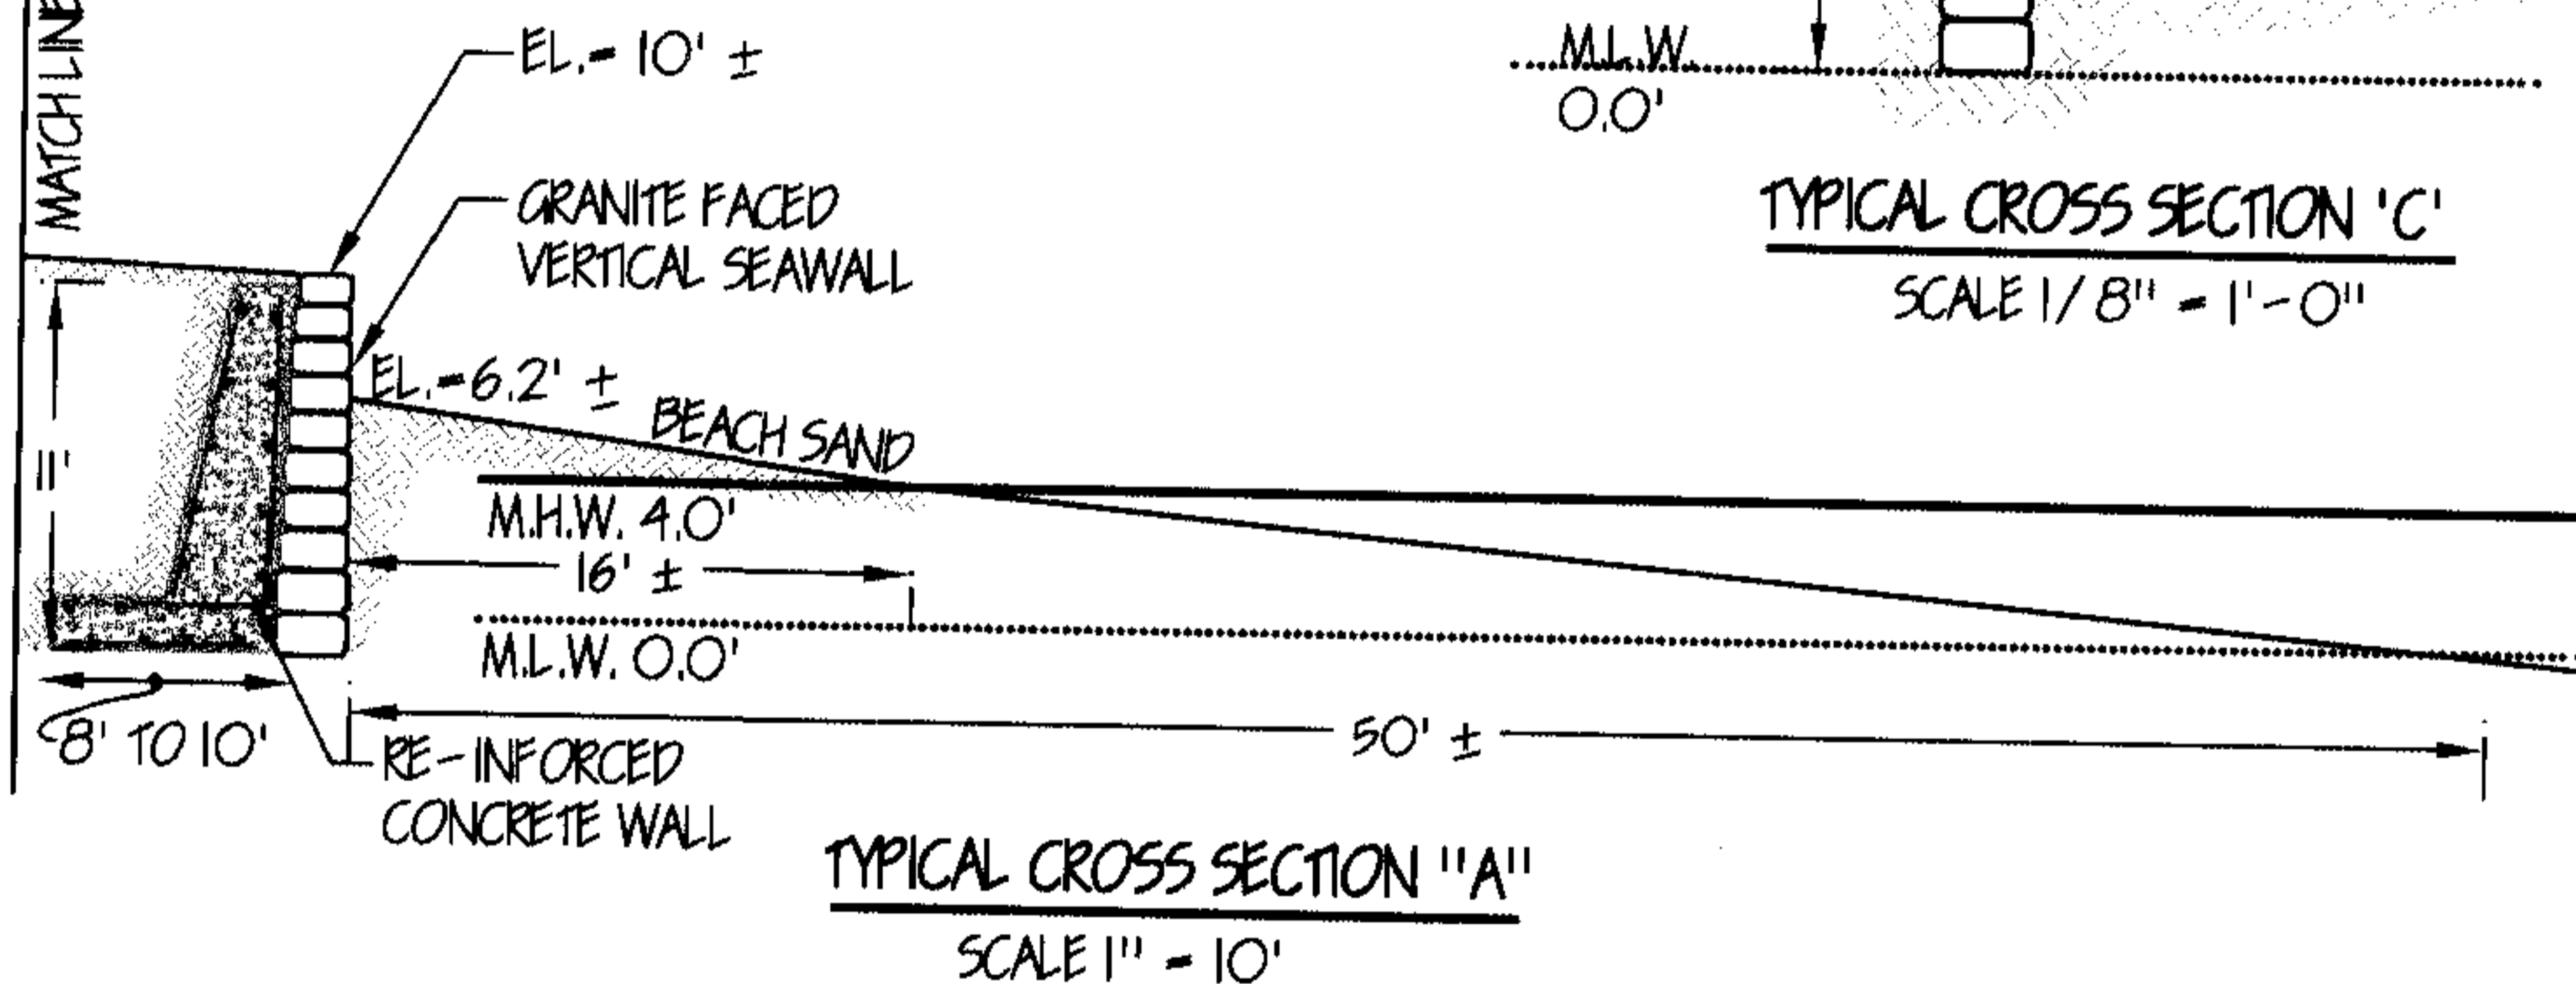 MATCH LINE
EL.= 10' ±
GRANITE FACED
VERTICAL SEAWALL
EL.=6.2' ±
BEACH SAND
11'
M.H.W. 4.0'
16' ±
M.L.W. 0.0'
8' TO 10'
50' ±
RE-INFORCED
CONCRETE WALL
TYPICAL CROSS SECTION "A"
SCALE 1" = 10'
M.L.W.
0.0'
TYPICAL CROSS SECTION 'C'
SCALE 1/8" = 1'-0"